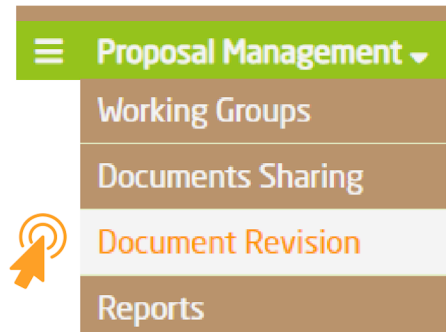 Proposal Management
Working Groups
Documents Sharing
Document Revision
Reports